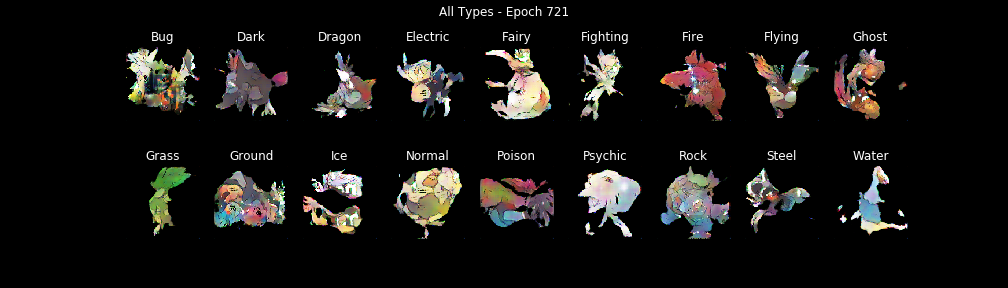 All Types - Epoch 721
Bug Dark Dragon Electric Fairy Fighting Fire Flying Ghost
Grass Ground Ice Normal Poison Psychic Rock Steel Water